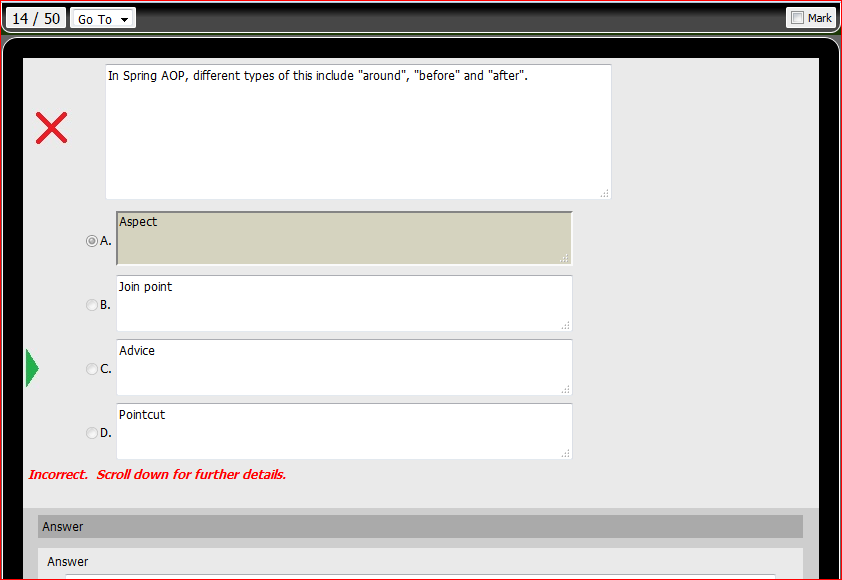 14 / 50 Go To Mark
In Spring AOP, different types of this include "around", "before" and "after".
A. Aspect
B. Join point
C. Advice
D. Pointcut
Incorrect. Scroll down for further details.
Answer
Answer